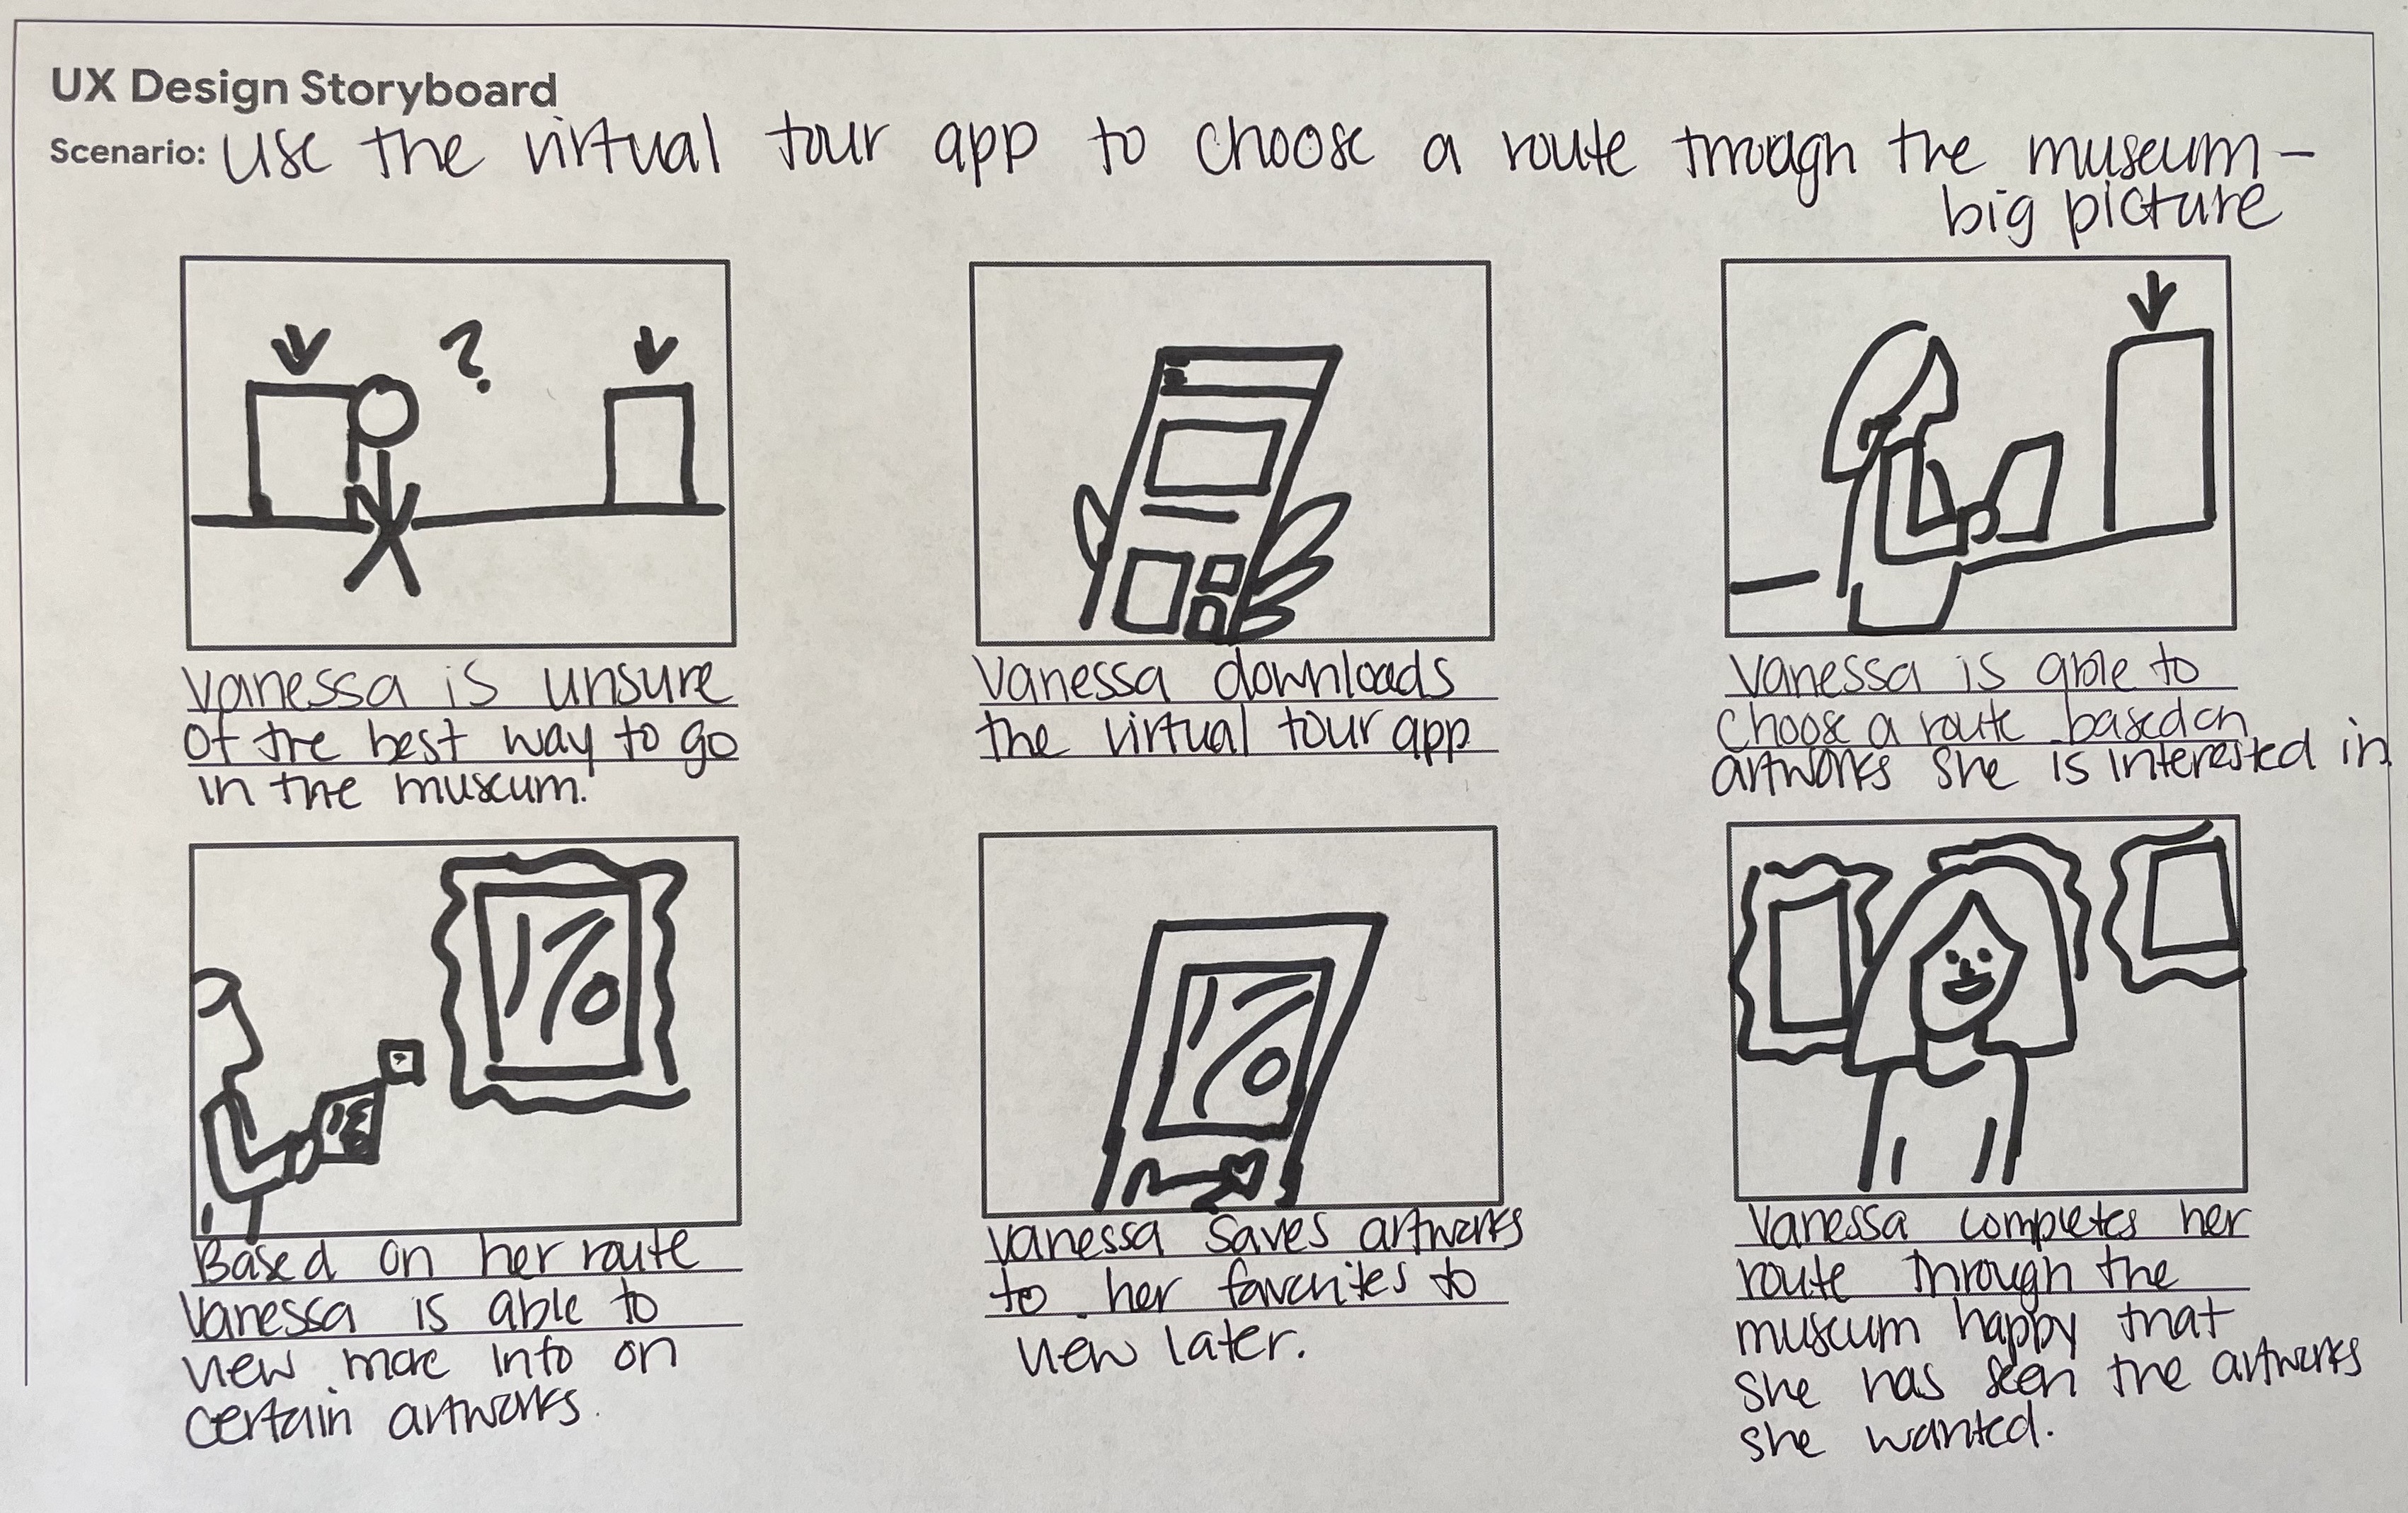 UX Design Storyboard
Scenario: Use the virtual tour app to choose a route through the museum -
big picture
?
Vanessa is unsure
of the best way to go
in the museum.
Vanessa downloads
the virtual tour app
Vanessa is able to
choose a route based on
artworks she is interested in
Based on her route
Vanessa is able to
view more info on
certain artworks.
Vanessa saves artworks
to her favorites to
view later.
Vanessa completes her
route through the
museum happy that
she has seen the artworks
she wanted.